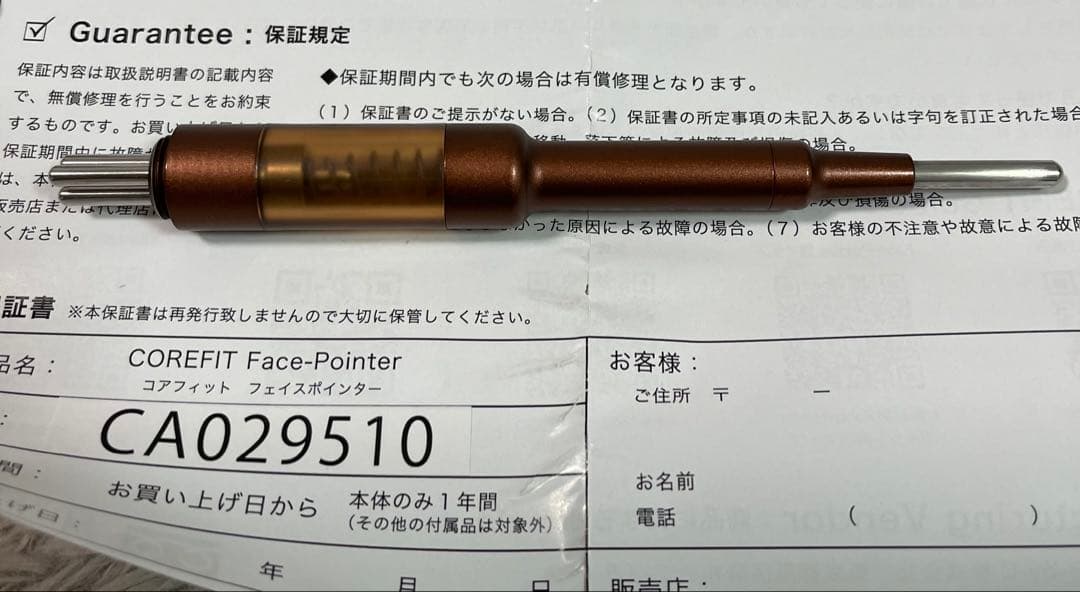 Guarantee：保証規定
保証内容は取扱説明書の記載内容
で、無償修理を行うことをお約束
するものです。お買い
保証期間中に故障
は、本
販売店または代理店
ください。
◆保証期間内でも次の場合は有償修理となります。
（1）保証書のご提示がない場合。（2）保証書の所定事項の未記入あるいは字句を訂正された場合
場合。
及び損傷の場合。
った原因による故障の場合。（7）お客様の不注意や故意による故障
証書 ※本保証書は再発行致しませんので大切に保管してください。
品名： COREFIT Face-Pointer
コアフィット フェイスポインター
CA029510
間： お買い上げ日から 本体のみ1年間
（その他の付属品は対象外）
げ日：
年 月 日
お客様：
ご住所 〒 ー
お名前
電話 （ ）
販売店：